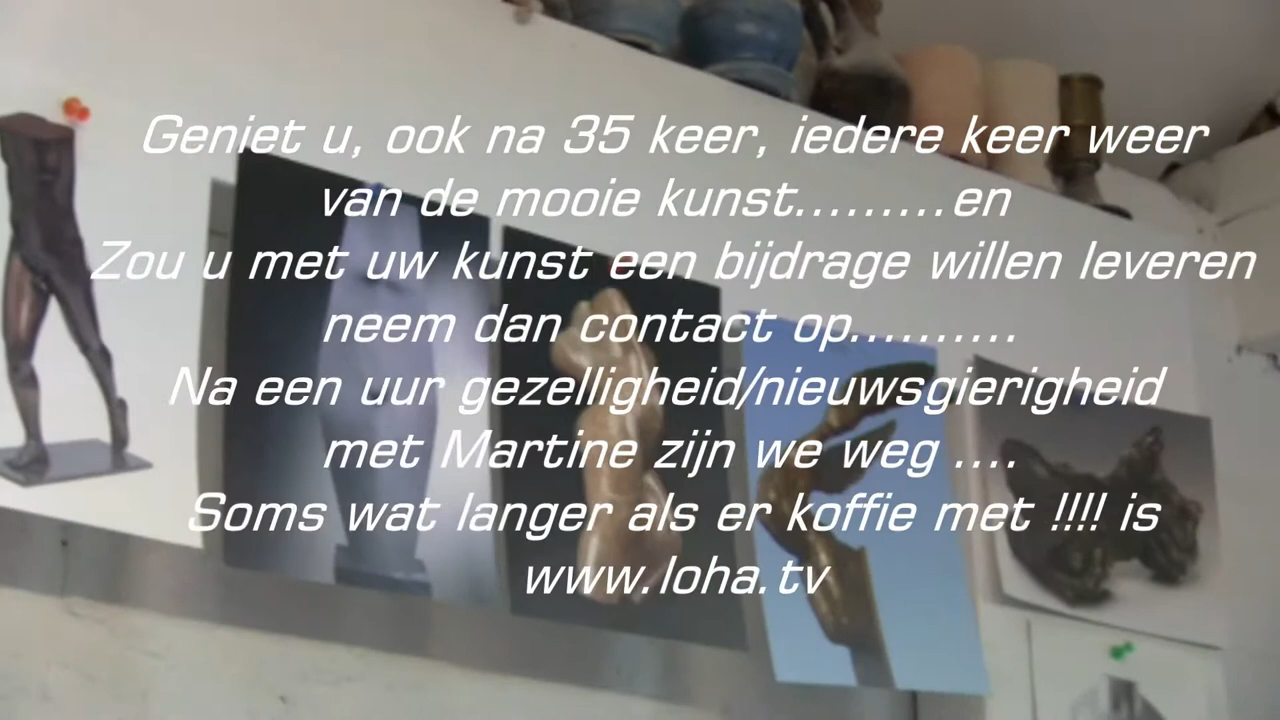 Geniet u, ook na 35 keer, iedere keer weer
van de mooie kunst.........en
Zou u met uw kunst een bijdrage willen leveren
neem dan contact op..........
Na een uur gezelligheid/nieuwsgierigheid
met Martine zijn we weg ....
Soms wat langer als er koffie met !!!! is
www.loha.tv